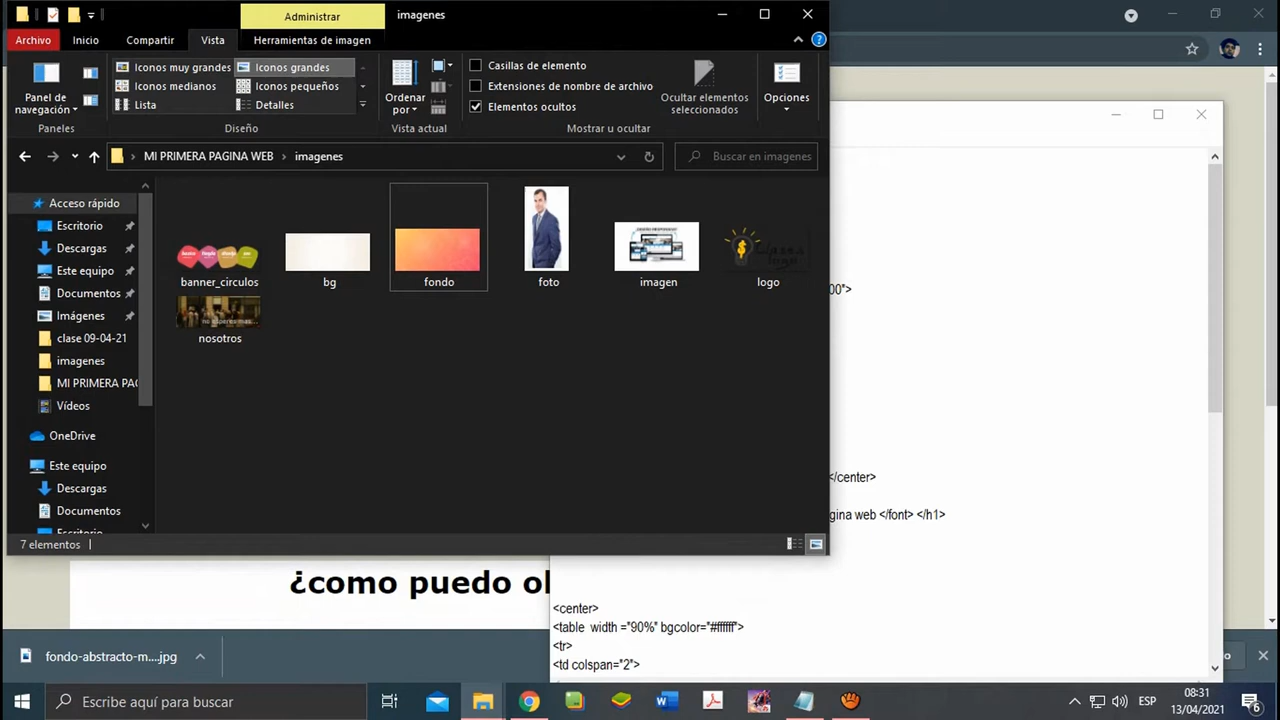 Administrar
imagenes
Archivo
Inicio
Compartir
Vista
Herramientas de imagen
Panel de navegación
Iconos muy grandes
Iconos grandes
Iconos medianos
Iconos pequeños
Lista
Detalles
Ordenar por
Casillas de elemento
Extensiones de nombre de archivo
Elementos ocultos
Ocultar elementos seleccionados
Opciones
Paneles
Diseño
Vista actual
Mostrar u ocultar
MI PRIMERA PAGINA WEB
imagenes
Buscar en imagenes
Acceso rápido
Escritorio
Descargas
Este equipo
Documentos
Imágenes
clase 09-04-21
imagenes
MI PRIMERA PAC
Vídeos
OneDrive
Este equipo
Descargas
Documentos
Escritorio
banner_circulos
bg
fondo
foto
imagen
logo
nosotros
7 elementos
00">
</center>
gina web </font> </h1>
<center>
<table width ="90%" bgcolor="#ffffff">
<tr>
<td colspan="2">
¿como puedo ol
fondo-abstracto-m....jpg
o
Escribe aquí para buscar
ESP
08:31
13/04/2021
6